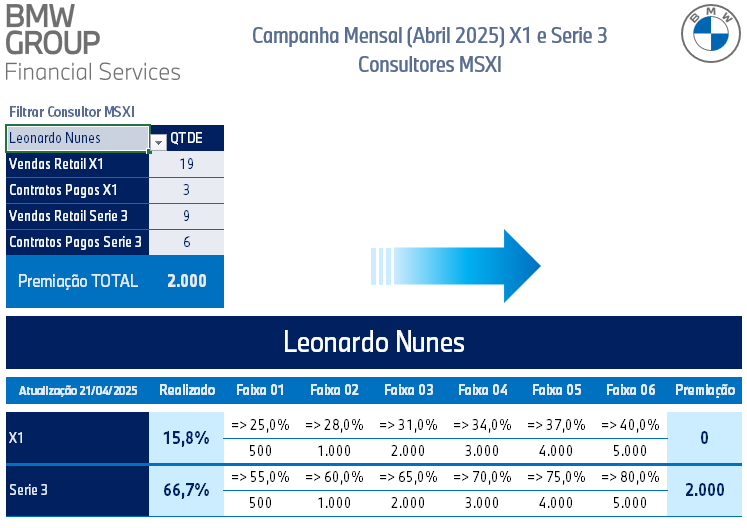 BMW
GROUP
Financial Services
Campanha Mensal (Abril 2025) X1 e Serie 3
Consultores MSXI
BMW
Filtrar Consultor MSXI
Leonardo Nunes QTDE
Vendas Retail X1 19
Contratos Pagos X1 3
Vendas Retail Serie 3 9
Contratos Pagos Serie 3 6
Premiação TOTAL 2.000
Leonardo Nunes
Atualização 21/04/2025 Realizado Faixa 01 Faixa 02 Faixa 03 Faixa 04 Faixa 05 Faixa 06 Premiação
X1 15,8% => 25,0% => 28,0% => 31,0% => 34,0% => 37,0% => 40,0% 0
500 1.000 2.000 3.000 4.000 5.000
Serie 3 66,7% => 55,0% => 60,0% => 65,0% => 70,0% => 75,0% => 80,0% 2.000
500 1.000 2.000 3.000 4.000 5.000